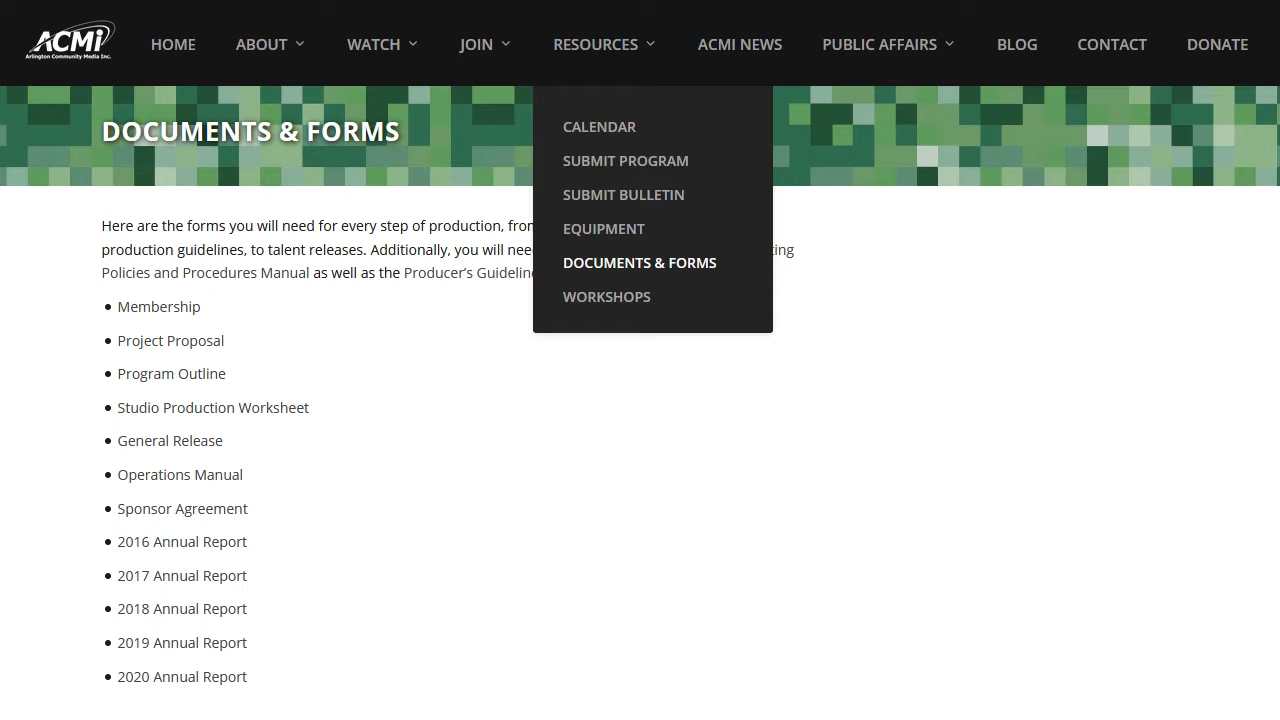 ACMi
Arlington Community Media Inc.
HOME
ABOUT
WATCH
JOIN
RESOURCES
ACMI NEWS
PUBLIC AFFAIRS
BLOG
CONTACT
DONATE
CALENDAR
SUBMIT PROGRAM
SUBMIT BULLETIN
EQUIPMENT
DOCUMENTS & FORMS
WORKSHOPS
DOCUMENTS & FORMS
Here are the forms you will need for every step of production,
production guidelines, to talent releases. Additionally, you will
Policies and Procedures Manual as well as the Producer’s
• Membership
• Project Proposal
• Program Outline
• Studio Production Worksheet
• General Release
• Operations Manual
• Sponsor Agreement
• 2016 Annual Report
• 2017 Annual Report
• 2018 Annual Report
• 2019 Annual Report
• 2020 Annual Report